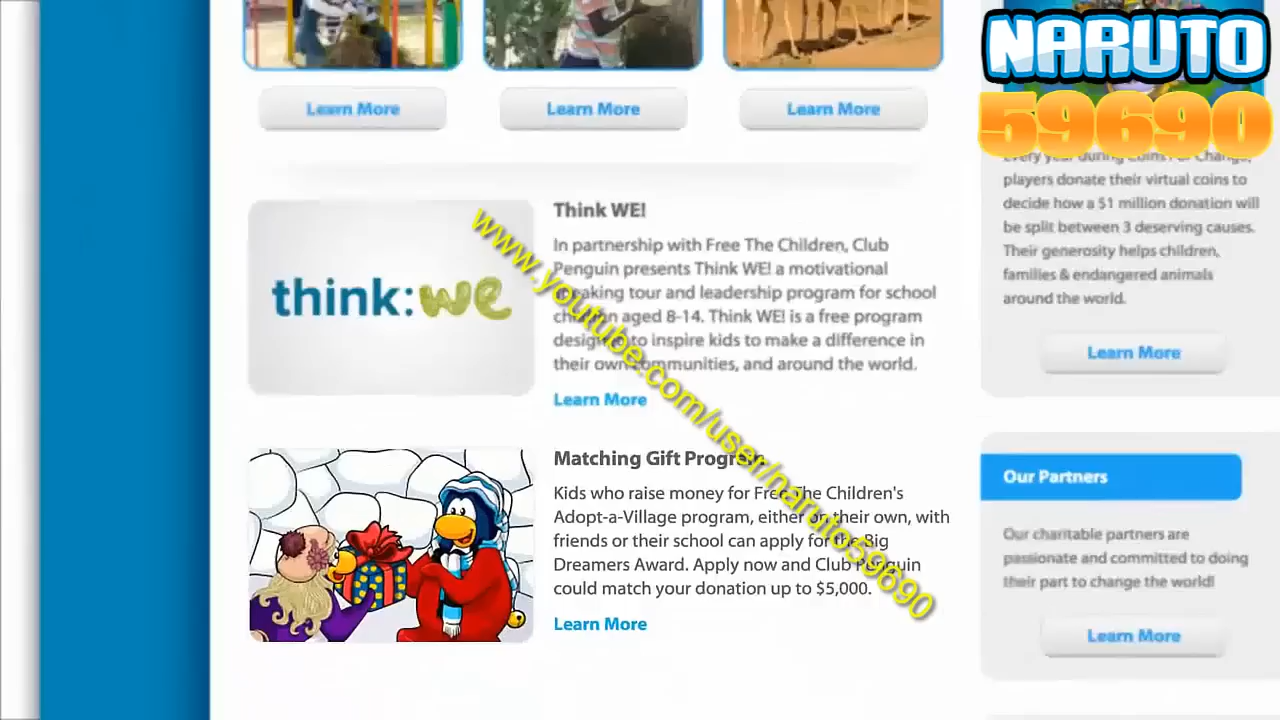 NARUTO
59690
Learn More
Learn More
Learn More
Every year during Coins For Change,
players donate their virtual coins to
decide how a $1 million donation will
be split between 3 deserving causes.
Their generosity helps children,
families & endangered animals
around the world.
Learn More
think:we
Think WE!
In partnership with Free The Children, Club
Penguin presents Think WE! a motivational
speaking tour and leadership program for school
children aged 8-14. Think WE! is a free program
designed to inspire kids to make a difference in
their own communities, and around the world.
Learn More
www.youtube.com/user/naruto59690
Matching Gift Program
Kids who raise money for Free The Children's
Adopt-a-Village program, either on their own, with
friends or their school can apply for the Big
Dreamers Award. Apply now and Club Penguin
could match your donation up to $5,000.
Learn More
Our Partners
Our charitable partners are
passionate and committed to doing
their part to change the world!
Learn More